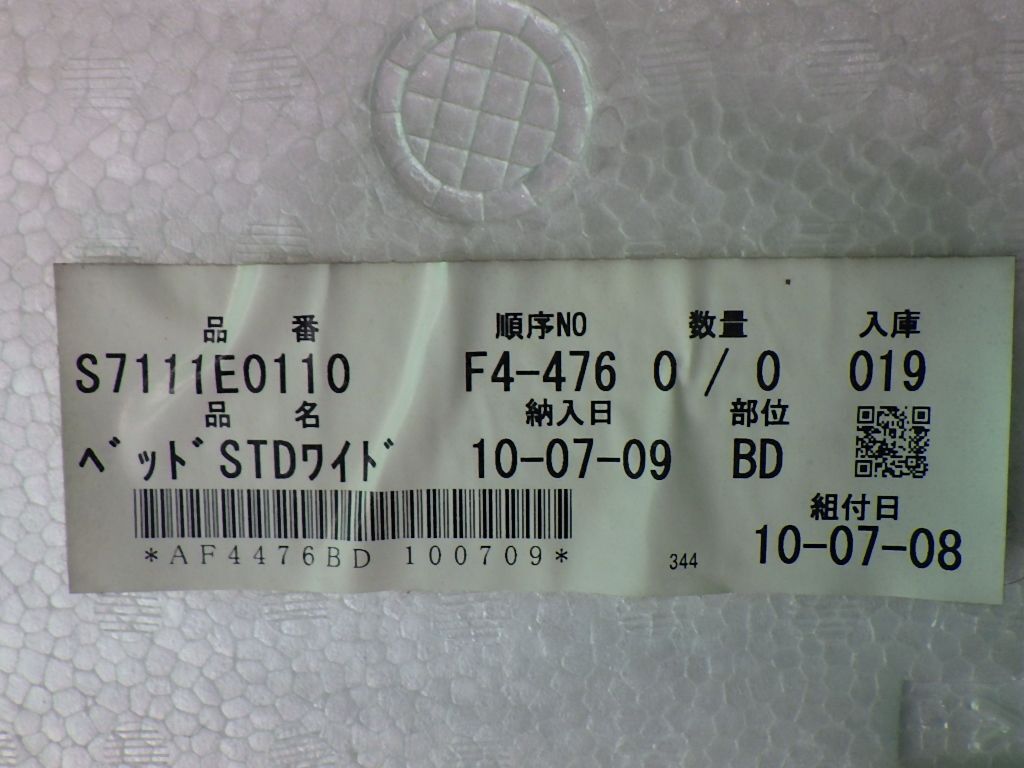 品 番 順序NO 数量 入庫
S7111E0110 F4-476 0 / 0 019
品 名 納入日 部位
ﾍﾞｯﾄﾞSTDﾜｲﾄﾞ 10-07-09 BD
組付日
*AF4476BD 100709* 344 10-07-08